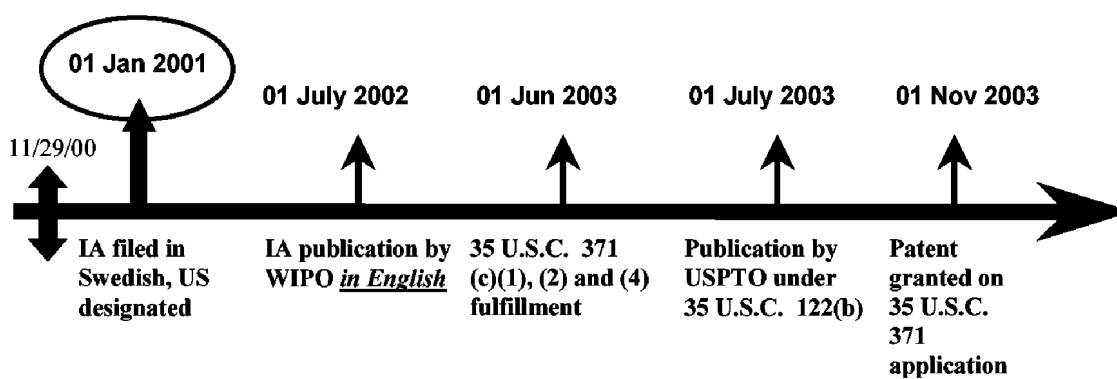 01 Jan 2001
01 July 2002
01 Jun 2003
01 July 2003
01 Nov 2003
11/29/00
IA filed in
Swedish, US
designated
IA publication by
WIPO in English
35 U.S.C. 371
(c)(1), (2) and (4)
fulfillment
Publication by
USPTO under
35 U.S.C. 122(b)
Patent
granted on
35 U.S.C.
371
application